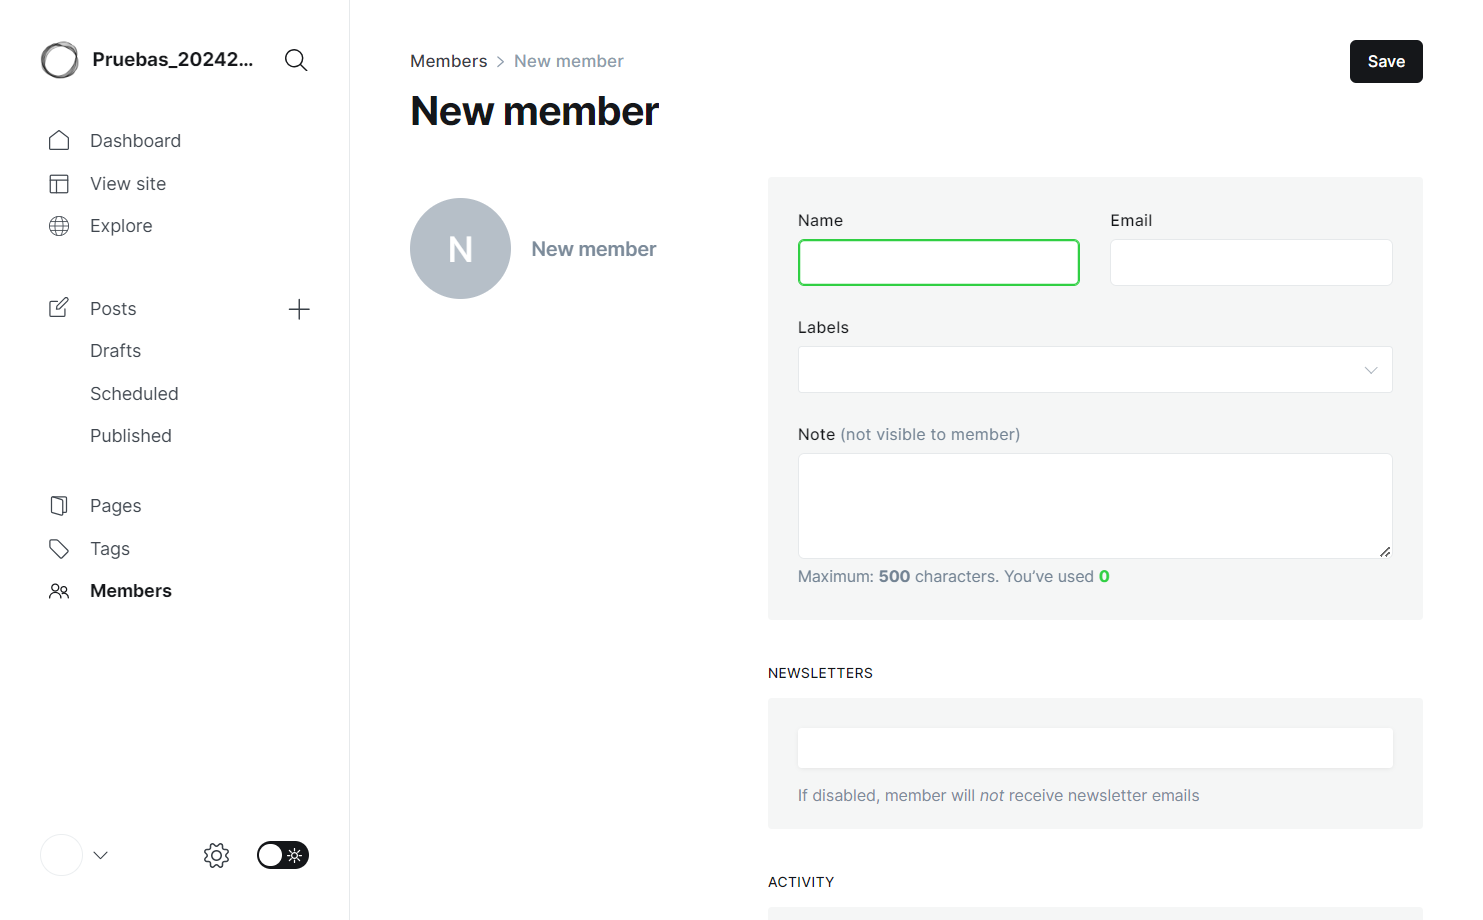 Pruebas_20242...
Dashboard
View site
Explore
Posts
Drafts
Scheduled
Published
Pages
Tags
Members
Members > New member
Save
New member
N
New member
Name
Email
Labels
Note (not visible to member)
Maximum: 500 characters. You’ve used 0
NEWSLETTERS
If disabled, member will not receive newsletter emails
ACTIVITY